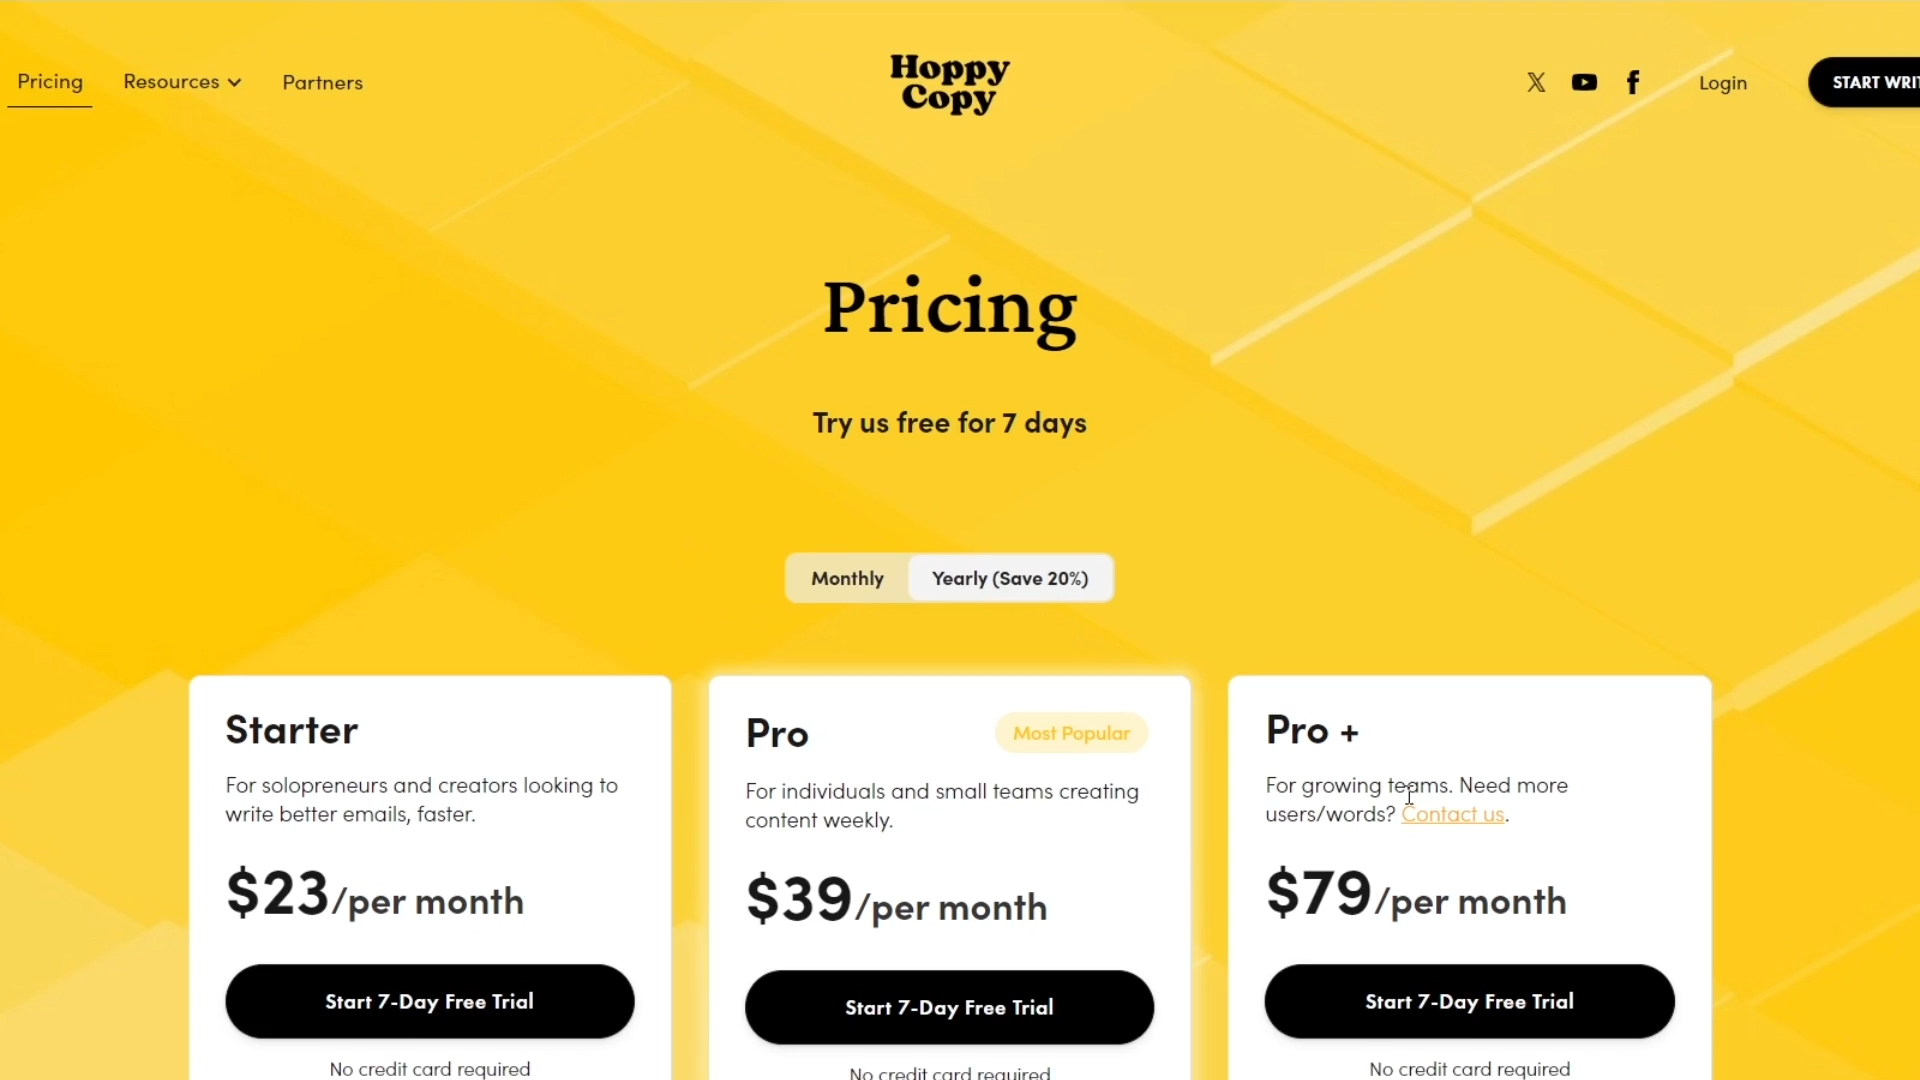 Pricing
Resources
Partners
Hoppy
Copy
Login
START WRIT
Pricing
Try us free for 7 days
Monthly
Yearly (Save 20%)
Starter
For solopreneurs and creators looking to
write better emails, faster.
$23/per month
Start 7-Day Free Trial
No credit card required
Pro
Most Popular
For individuals and small teams creating
content weekly.
$39/per month
Start 7-Day Free Trial
No credit card required
Pro +
For growing teams. Need more
users/words? Contact us.
$79/per month
Start 7-Day Free Trial
No credit card required